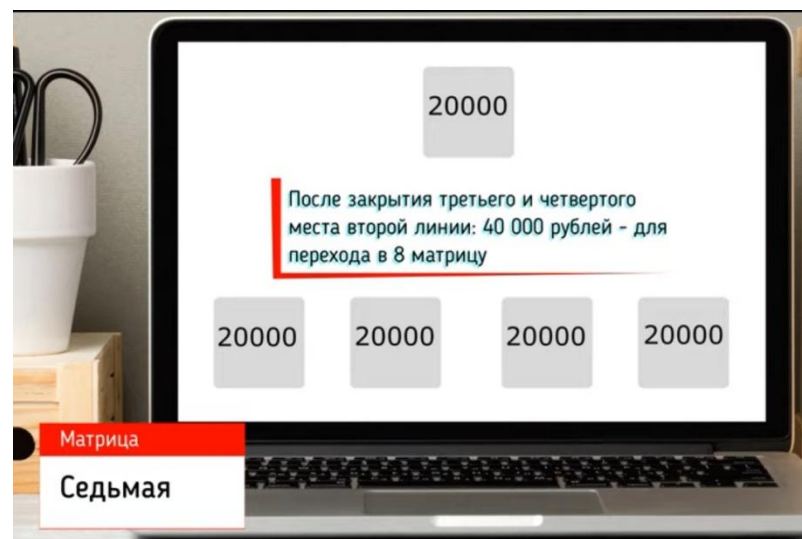 20000
После закрытия третьего и четвертого
места второй линии: 40 000 рублей - для
перехода в 8 матрицу
20000 20000 20000 20000
Матрица
Седьмая